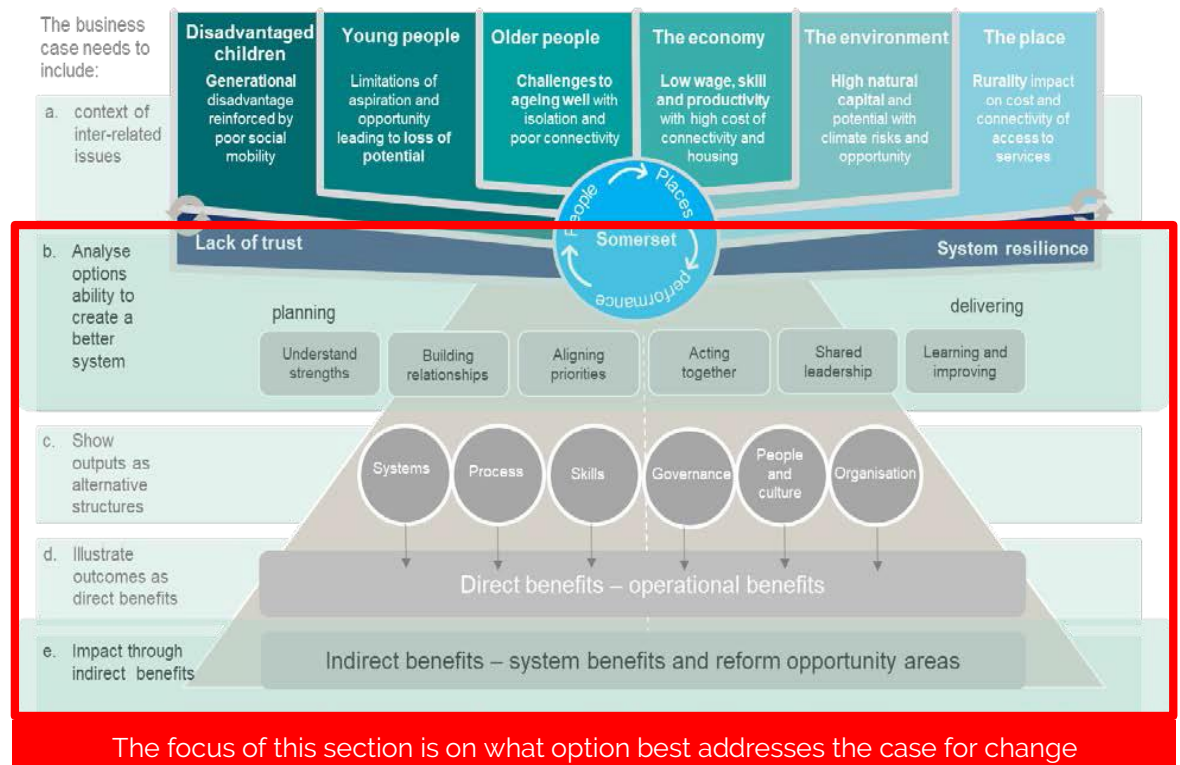 The business
case needs to
include:
a. context of
inter-related
issues
Disadvantaged
children
Generational
disadvantage
reinforced by
poor social
mobility
Young people
Limitations of
aspiration and
opportunity
leading to loss of
potential
Older people
Challenges to
ageing well with
isolation and
poor connectivity
The economy
Low wage, skill
and productivity
with high cost of
connectivity and
housing
The environment
High natural
capital and
potential with
climate risks and
opportunity
The place
Rurality impact
on cost and
connectivity of
access to
services
People
Places
performance
Somerset
Lack of trust
System resilience
b. Analyse
options
ability to
create a
better
system
planning
delivering
Understand
strengths
Building
relationships
Aligning
priorities
Acting
together
Shared
leadership
Learning and
improving
c. Show
outputs as
alternative
structures
Systems
Process
Skills
Governance
People
and
culture
Organisation
d. Illustrate
outcomes as
direct benefits
Direct benefits – operational benefits
e. Impact through
indirect benefits
Indirect benefits – system benefits and reform opportunity areas
The focus of this section is on what option best addresses the case for change